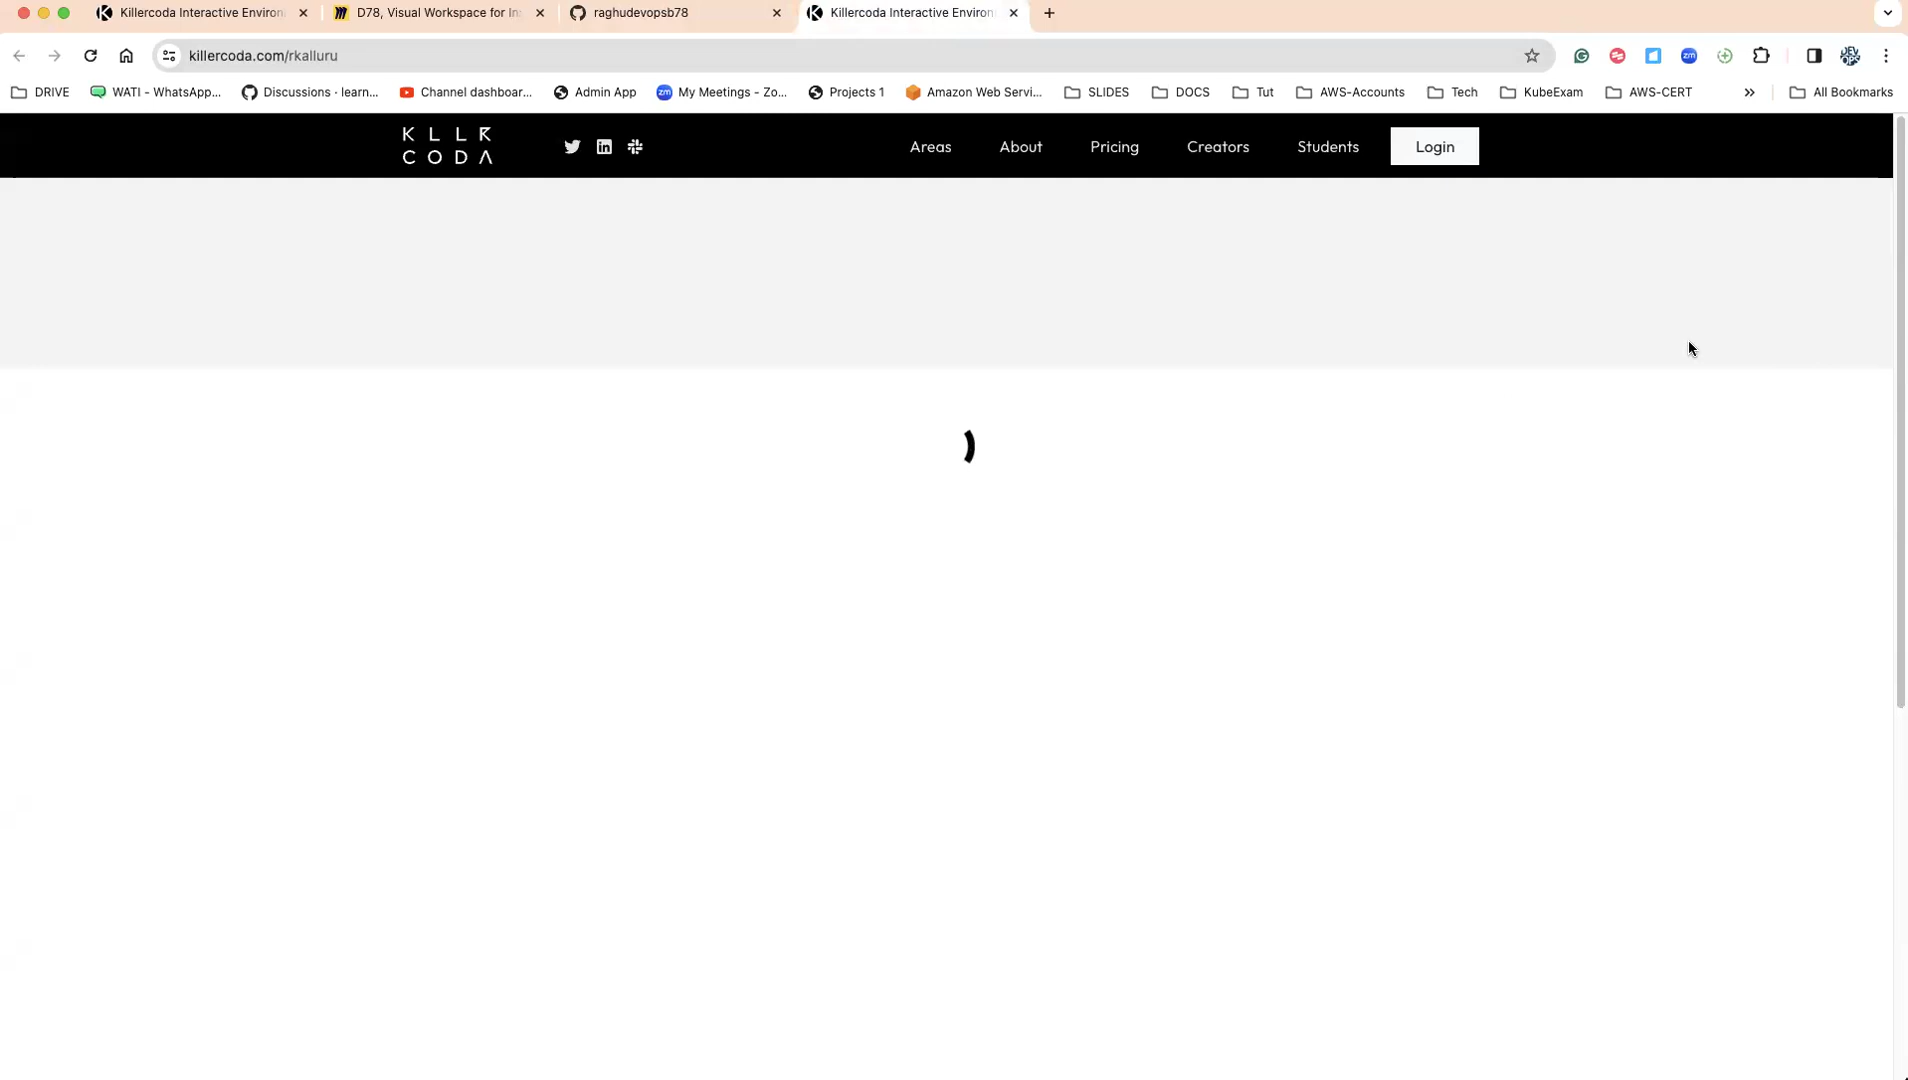 Killercoda Interactive Environ
D78, Visual Workspace for In
raghudevopsb78
Killercoda Interactive Environ
killercoda.com/rkalluru
DRIVE
WATI - WhatsApp...
Discussions · learn...
Channel dashboar...
Admin App
My Meetings - Zo...
Projects 1
Amazon Web Servi...
SLIDES
DOCS
Tut
AWS-Accounts
Tech
KubeExam
AWS-CERT
All Bookmarks
KLLR
CODA
Areas
About
Pricing
Creators
Students
Login